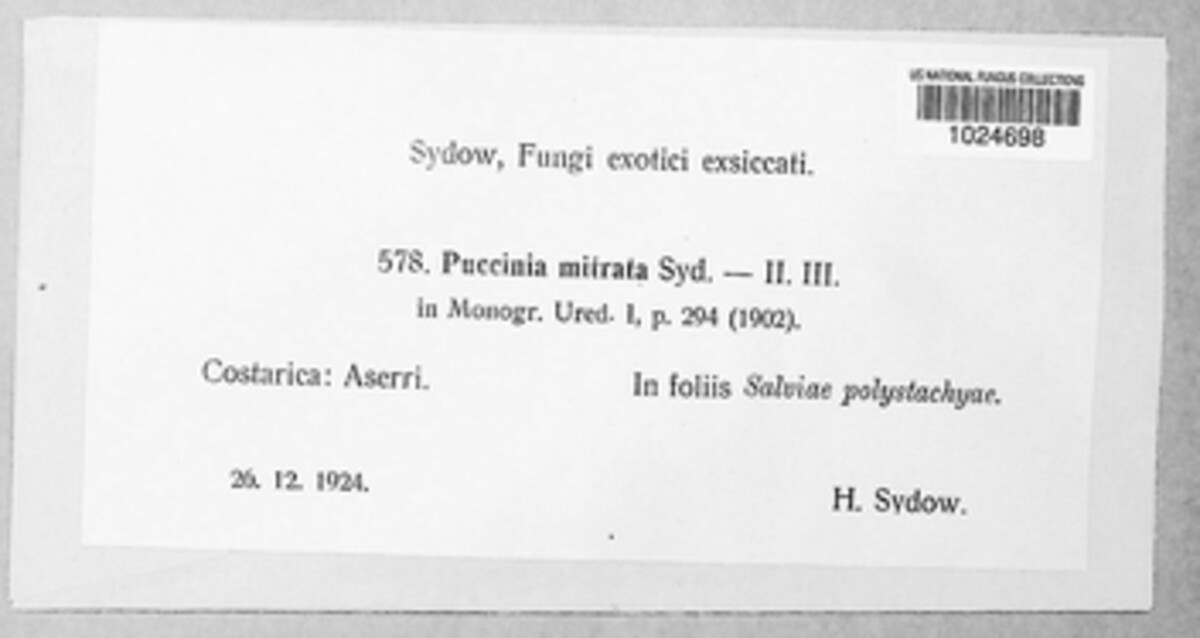 US NATIONAL FUNGUS COLLECTIONS
1024698
Sydow, Fungi exotici exsiccati.
578. Puccinia mitrata Syd. — II. III.
in Monogr. Ured. I, p. 294 (1902).
Costarica: Aserri.
In foliis Salviae polystachyae.
26. 12. 1924.
H. Sydow.